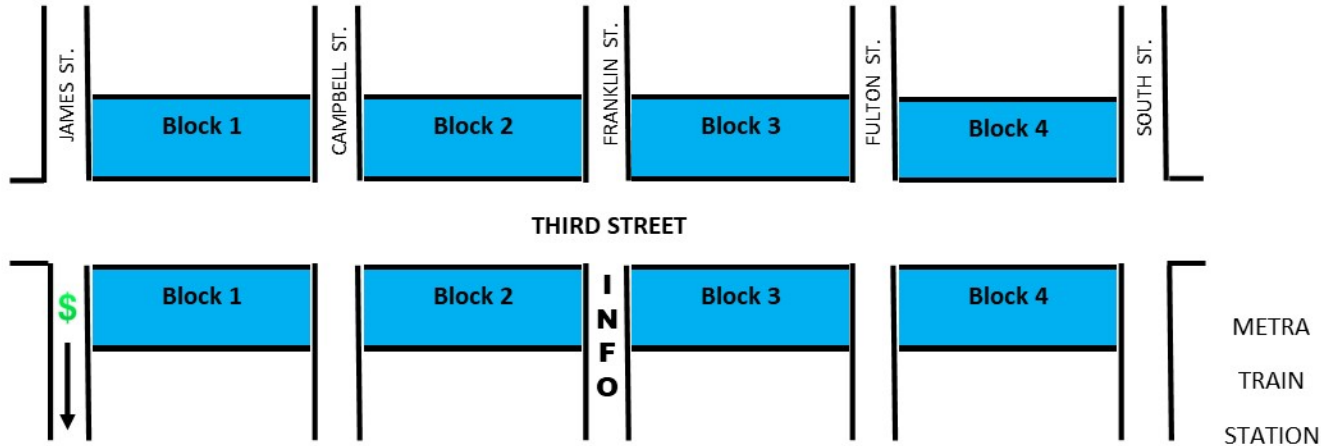 JAMES ST.
CAMPBELL ST.
FRANKLIN ST.
FULTON ST.
SOUTH ST.
Block 1
Block 2
Block 3
Block 4
THIRD STREET
$
Block 1
Block 2
INFO
Block 3
Block 4
METRA
TRAIN
STATION